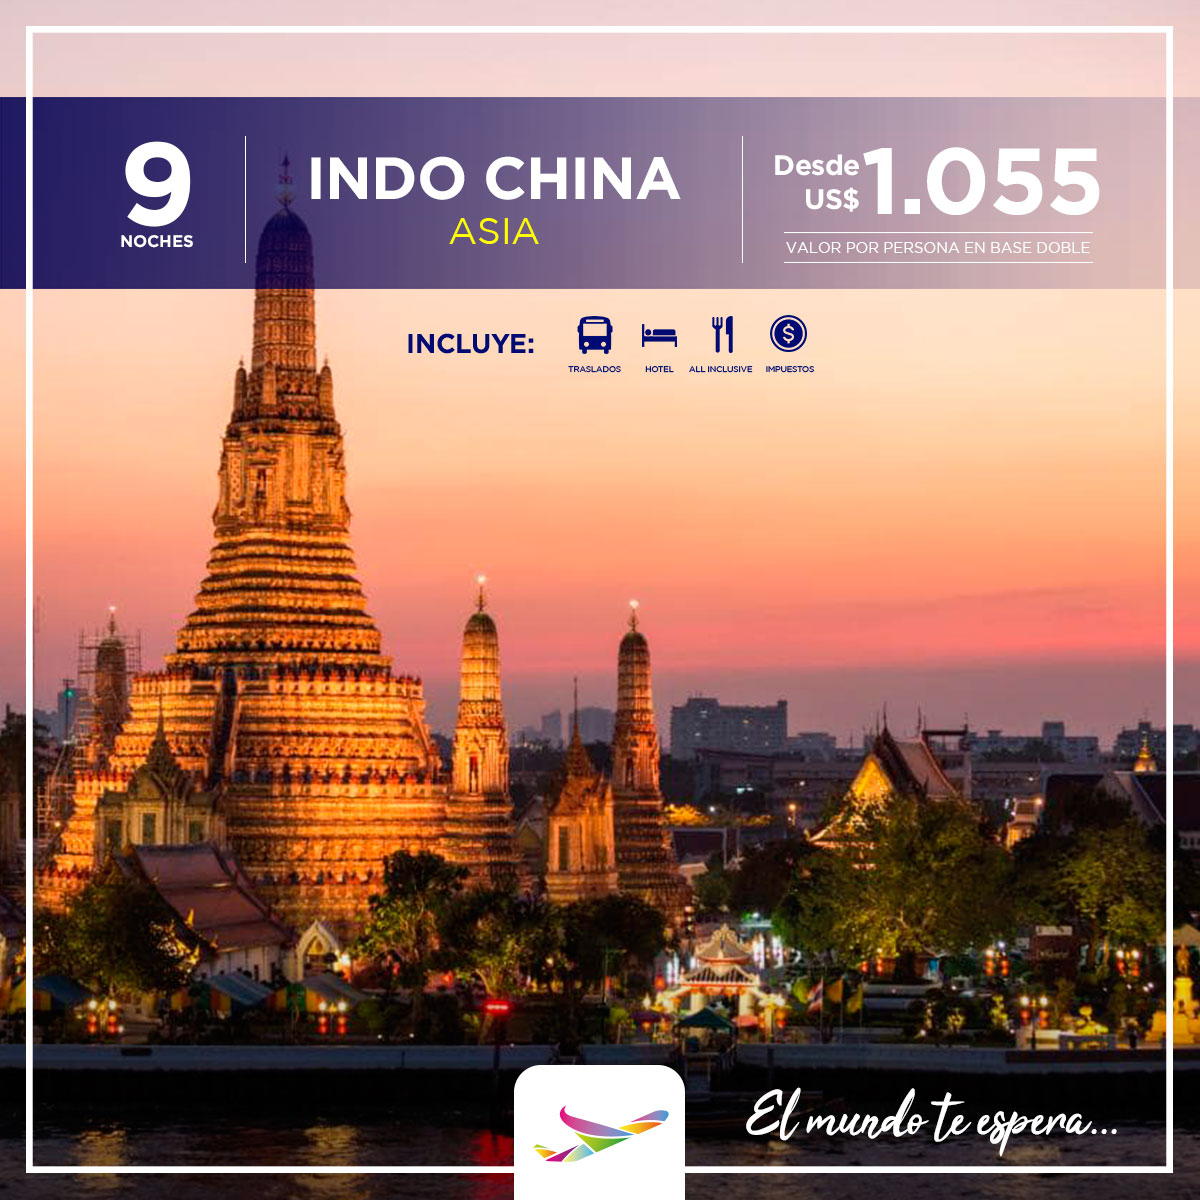 9
NOCHES
INDO CHINA
ASIA
Desde
US$ 1.055
VALOR POR PERSONA EN BASE DOBLE
INCLUYE:
TRASLADOS
HOTEL
ALL INCLUSIVE
IMPUESTOS
El mundo te espera...